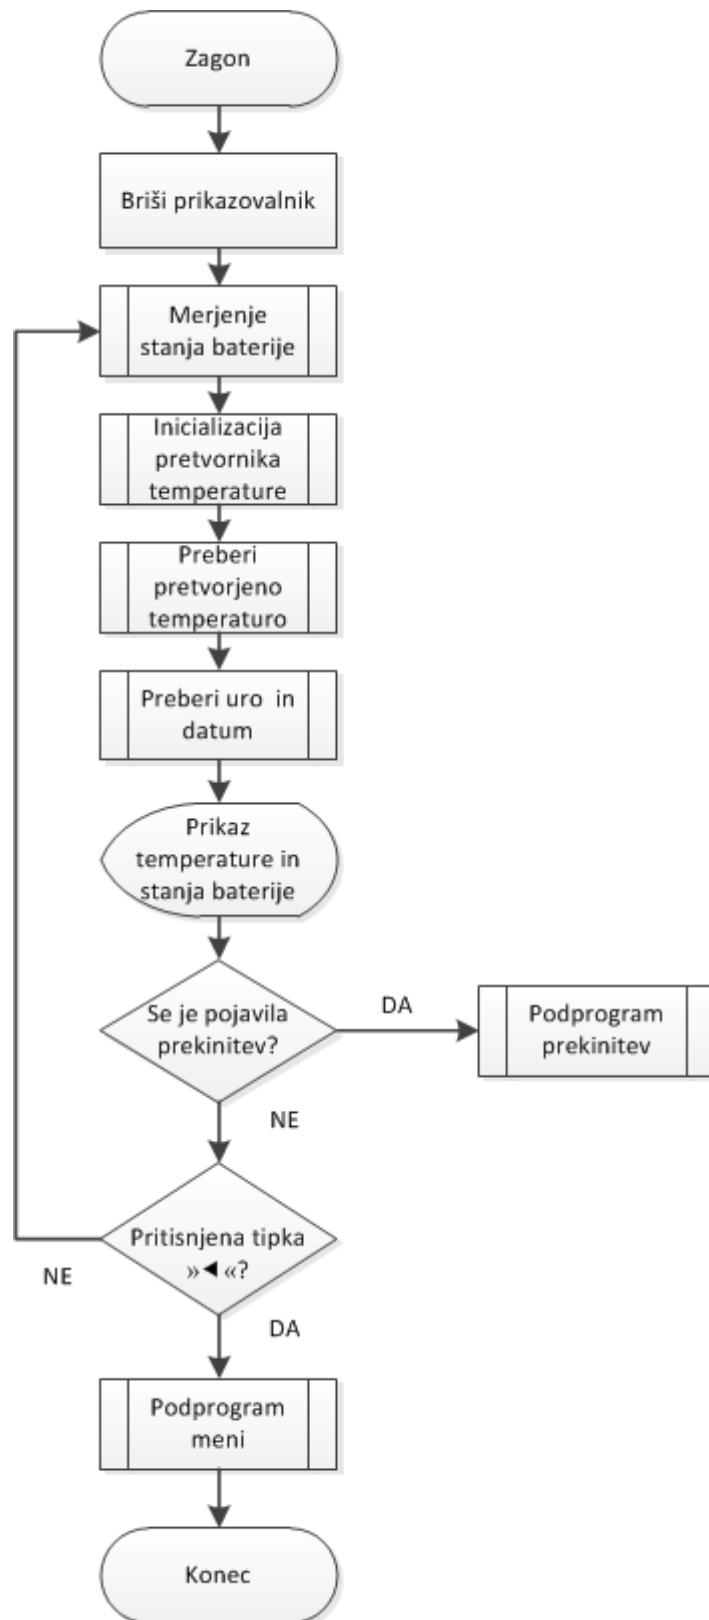 Zagon
Briši prikazovalnik
Merjenje
stanja baterije
Inicializacija
pretvornika
temperature
Preberi
pretvorjeno
temperaturo
Preberi uro  in
datum
Prikaz
temperature in
stanja baterije
Se je pojavila
prekinitev?
DA
Podprogram
prekinitev
NE
Pritisnjena tipka
»◄ «?
NE
DA
Podprogram
meni
Konec